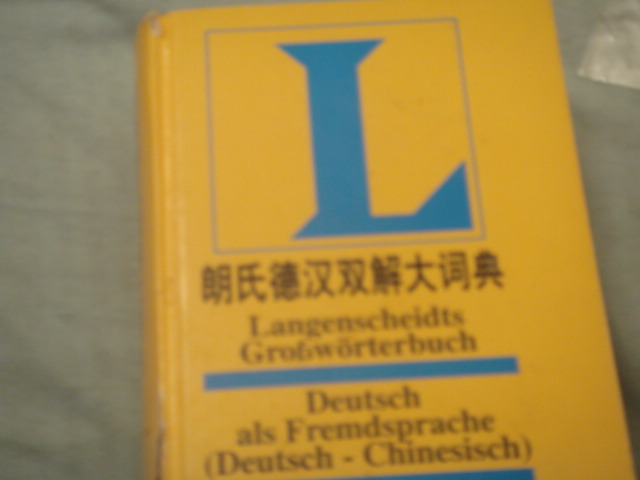 L
朗氏德汉双解大词典
Langenscheidts
Großwörterbuch
Deutsch
als Fremdsprache
(Deutsch - Chinesisch)